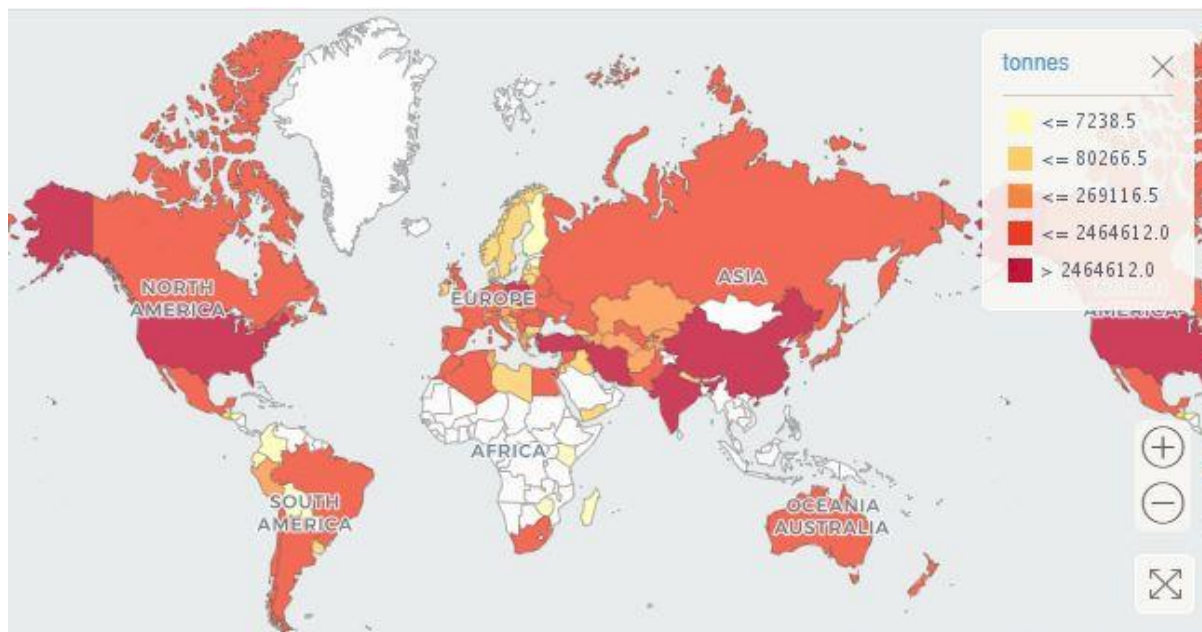 tonnes
<= 7238.5
<= 80266.5
<= 269116.5
<= 2464612.0
> 2464612.0
NORTH
AMERICA
EUROPE
ASIA
AMERICA
AFRICA
SOUTH
AMERICA
OCEANIA
AUSTRALIA